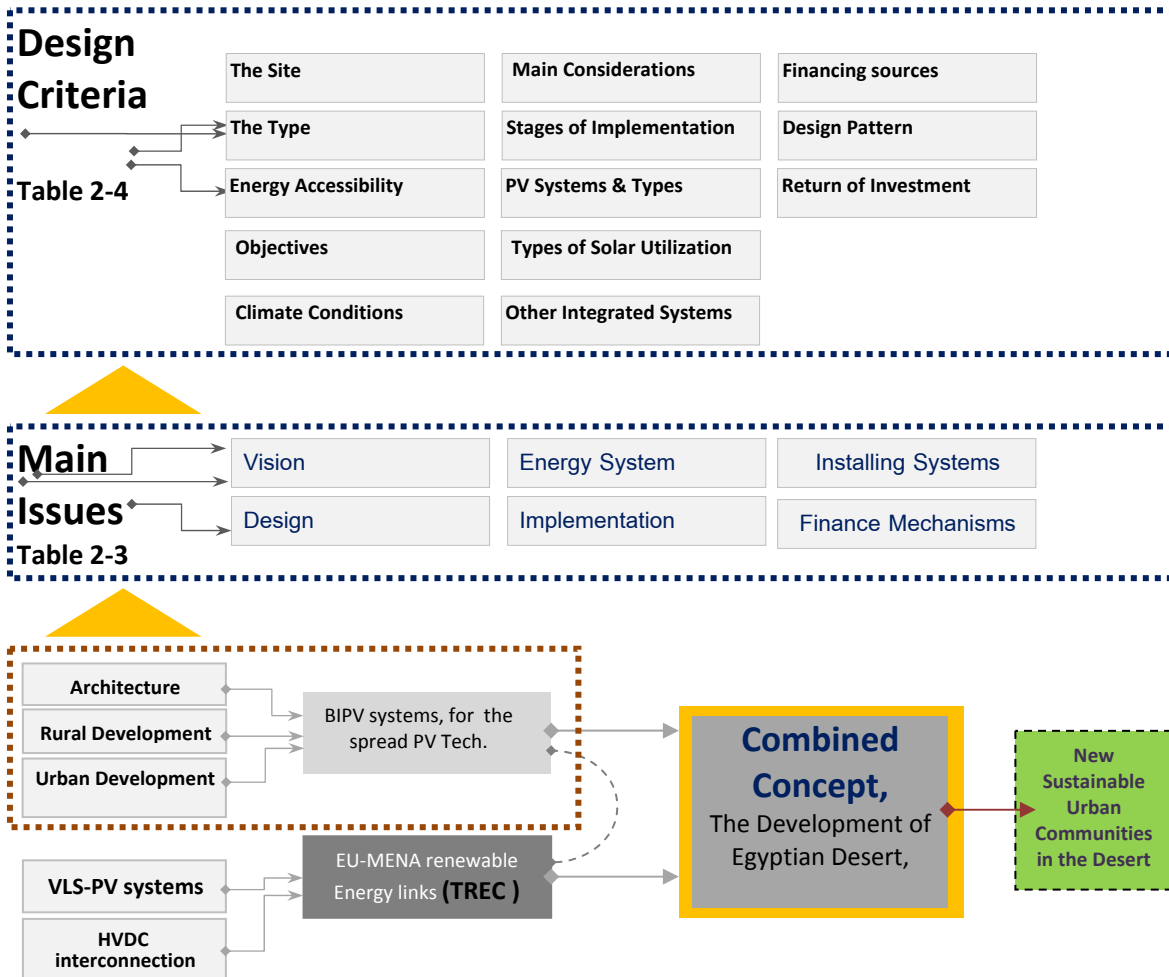 Design
Criteria
Table 2-4
The Site
Main Considerations
Financing sources
The Type
Stages of Implementation
Design Pattern
Energy Accessibility
PV Systems & Types
Return of Investment
Objectives
Types of Solar Utilization
Climate Conditions
Other Integrated Systems
Main
Issues
Table 2-3
Vision
Energy System
Installing Systems
Design
Implementation
Finance Mechanisms
Architecture
Rural Development
Urban Development
BIPV systems, for the
spread PV Tech.
VLS-PV systems
HVDC
interconnection
EU-MENA renewable
Energy links (TREC )
Combined
Concept,
The Development of
Egyptian Desert,
New
Sustainable
Urban
Communities
in the Desert